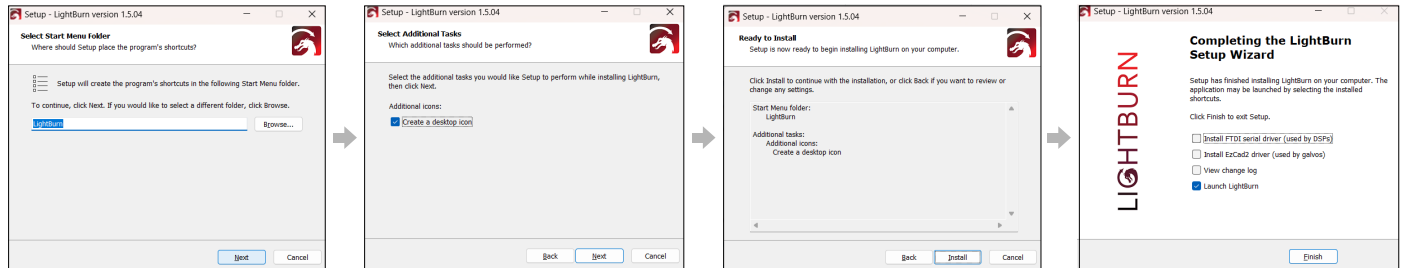 Setup - LightBurn version 1.5.04
Select Start Menu Folder
Where should Setup place the program's shortcuts?
Setup will create the program's shortcuts in the following Start Menu folder.
To continue, click Next. If you would like to select a different folder, click Browse.
LightBurn
Browse...
Next
Cancel
Setup - LightBurn version 1.5.04
Select Additional Tasks
Which additional tasks should be performed?
Select the additional tasks you would like Setup to perform while installing LightBurn,
then click Next.
Additional icons:
Create a desktop icon
Back
Next
Cancel
Setup - LightBurn version 1.5.04
Ready to Install
Setup is now ready to begin installing LightBurn on your computer.
Click Install to continue with the installation, or click Back if you want to review or
change any settings.
Start Menu folder:
LightBurn
Additional tasks:
Additional icons:
Create a desktop icon
Back
Install
Cancel
Setup - LightBurn version 1.5.04
LIGHTBURN
Completing the LightBurn
Setup Wizard
Setup has finished installing LightBurn on your computer. The
application may be launched by selecting the installed
shortcuts.
Click Finish to exit Setup.
Install FTDI serial driver (used by DSPs)
Install EzCad2 driver (used by galvos)
View change log
Launch LightBurn
Finish